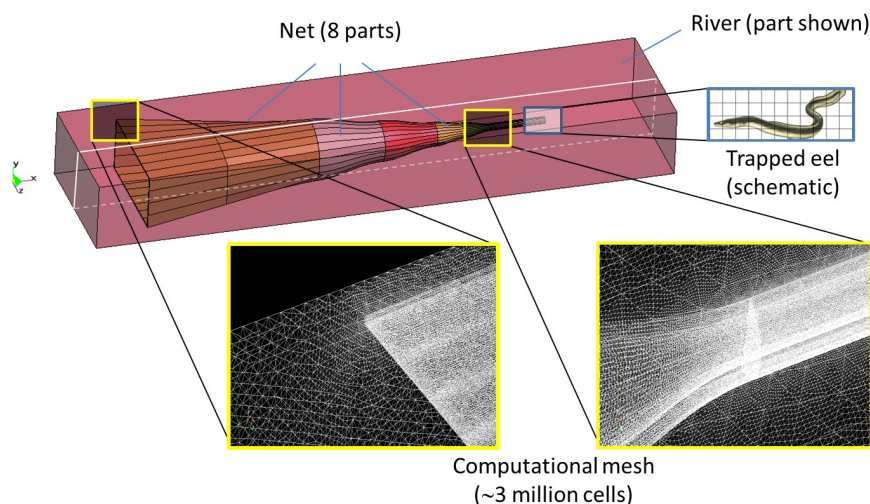 Net (8 parts)
River (part shown)
Trapped eel
(schematic)
y
x
z
Computational mesh
(~3 million cells)